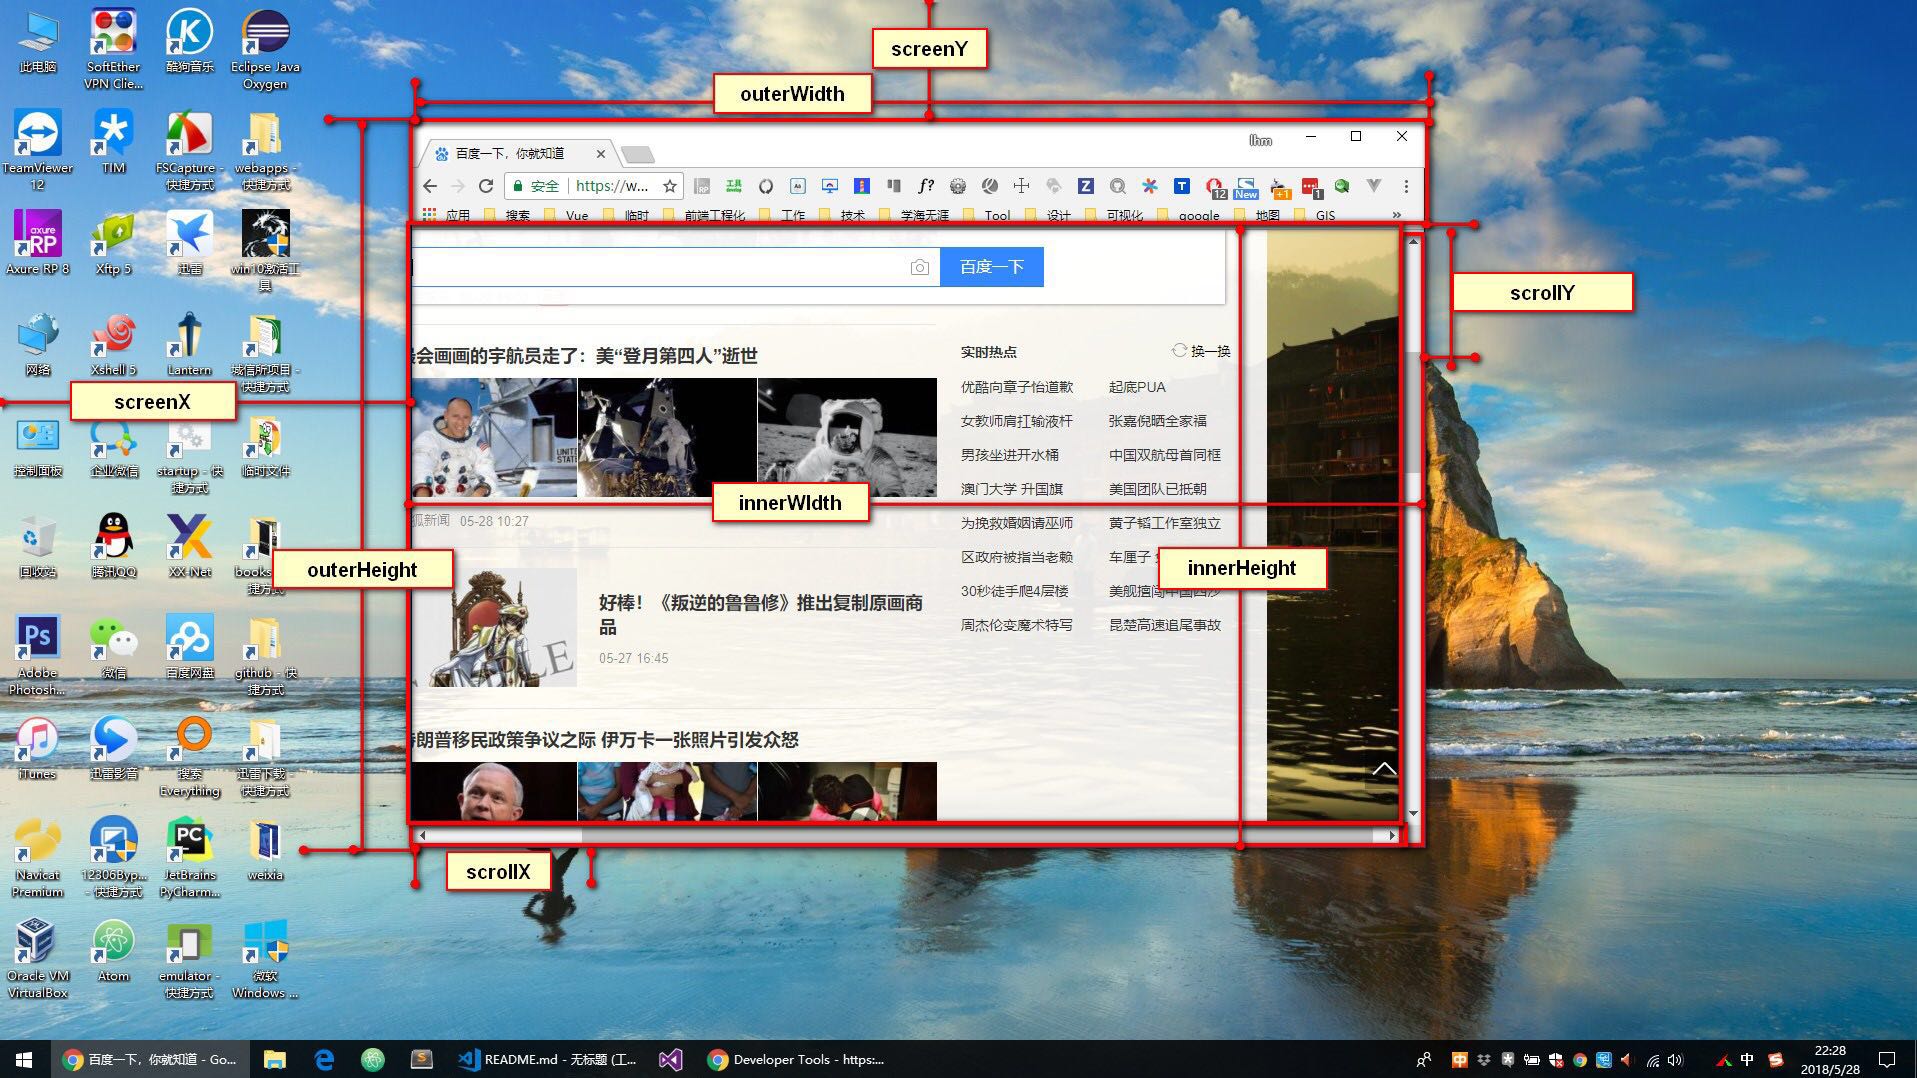 screenY
outerWidth
此电脑
SoftEther
VPN Clie...
酷狗音乐
Eclipse Java
Oxygen
TeamViewer
12
TIM
FSCapture -
快捷方式
webapps -
快捷方式
Axure RP 8
Xftp 5
迅雷
win10激活工
具
网络
Xshell 5
Lantern
城信所项目 -
快捷方式
screenX
控制面板
企业微信
startup - 快
捷方式
临时文件
回收站
腾讯QQ
XX-Net
books
捷方式
outerHeight
Adobe
Photosh...
微信
百度网盘
github - 快
捷方式
iTunes
迅雷影音
搜索
Everything
迅雷下载 -
快捷方式
Navicat
Premium
12306Byp...
- 快捷方式
JetBrains
PyCharm...
weixia
Oracle VM
VirtualBox
Atom
emulator -
快捷方式
微软
Windows ...
lhm
百度一下，你就知道
安全
https://w...
12
New
+1
1
应用
搜索
Vue
临时
前端工程化
工作
技术
学海无涯
Tool
设计
可视化
google
地图
GIS
»
百度一下
scrollY
会画画的宇航员走了：美“登月第四人”逝世
UNITE
STATE
innerWIdth
狐新闻 05-28 10:27
好棒！《叛逆的鲁鲁修》推出复制原画商
品
05-27 16:45
朗普移民政策争议之际 伊万卡一张照片引发众怒
实时热点
换一换
优酷向章子怡道歉
起底PUA
女教师肩扛输液杆
张嘉倪晒全家福
男孩坐进开水桶
中国双航母首同框
澳门大学 升国旗
美国团队已抵朝
为挽救婚姻请巫师
黄子韬工作室独立
区政府被指当老赖
车厘子
innerHeight
30秒徒手爬4层楼
美舰擅闯中国西沙
周杰伦变魔术特写
昆楚高速追尾事故
scrollX
百度一下，你就知道 - Go...
README.md - 无标题 (工...
Developer Tools - https:...
中
22:28
2018/5/28